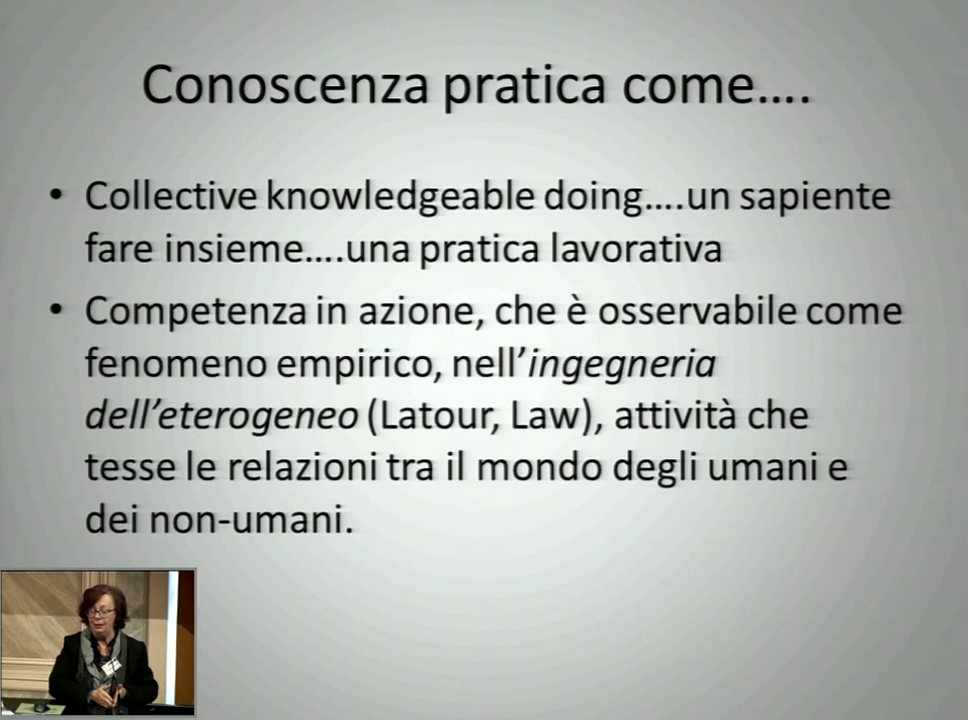 Conoscenza pratica come….
• Collective knowledgeable doing….un sapiente
fare insieme….una pratica lavorativa
• Competenza in azione, che è osservabile come
fenomeno empirico, nell’ingegneria
dell’eterogeneo (Latour, Law), attività che
tesse le relazioni tra il mondo degli umani e
dei non-umani.